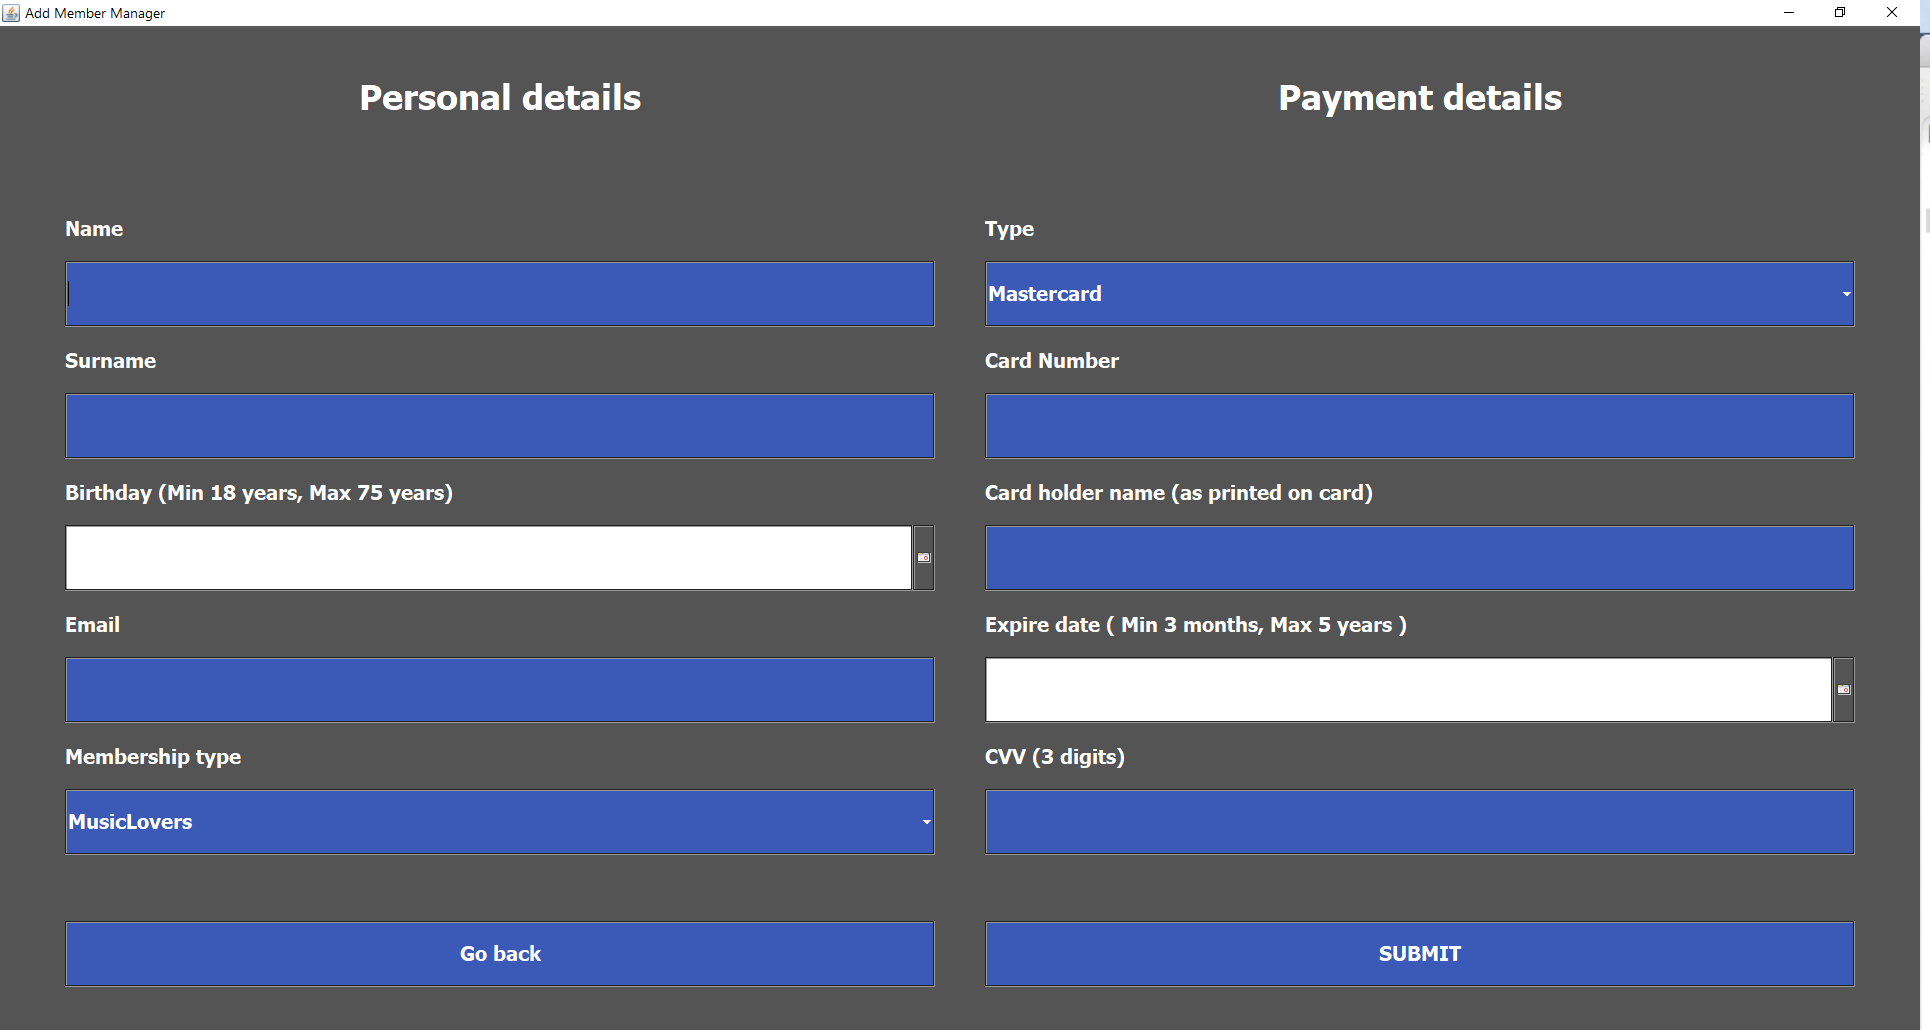 Add Member Manager
Personal details
Name
Surname
Birthday (Min 18 years, Max 75 years)
Email
Membership type
MusicLovers
Go back
Payment details
Type
Mastercard
Card Number
Card holder name (as printed on card)
Expire date ( Min 3 months, Max 5 years )
CVV (3 digits)
SUBMIT